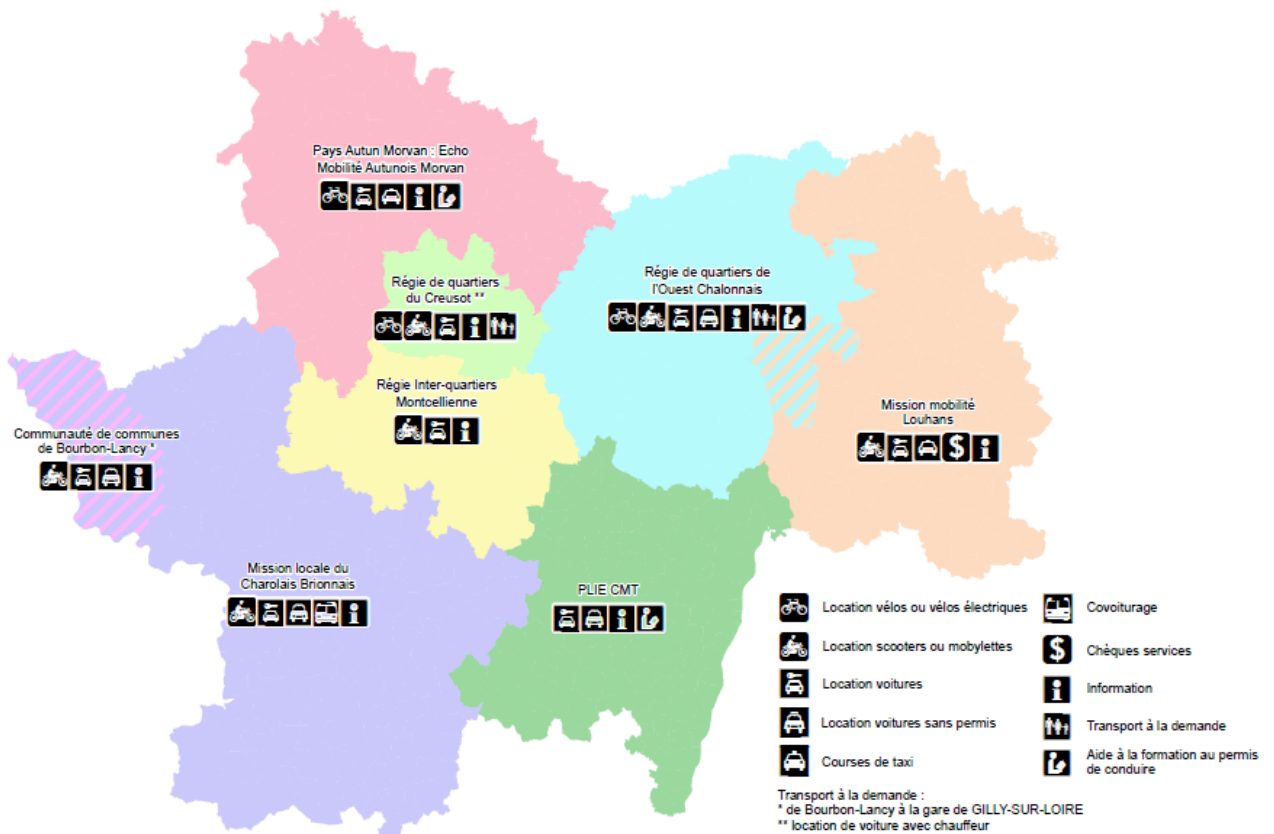 Pays Autun Morvan : Echo
Mobilité Autunois Morvan
Régie de quartiers
du Creusot **
Régie de quartiers de
l'Ouest Chalonnais
Régie Inter-quartiers
Montcellienne
Mission mobilité
Louhans
Communauté de communes
de Bourbon-Lancy *
Mission locale du
Charolais Brionnais
PLIE CMT
Location vélos ou vélos électriques
Location scooters ou mobylettes
Location voitures
Location voitures sans permis
Courses de taxi
Covoiturage
$ Chèques services
Information
Transport à la demande
Aide à la formation au permis
de conduire
Transport à la demande :
* de Bourbon-Lancy à la gare de GILLY-SUR-LOIRE
** location de voiture avec chauffeur